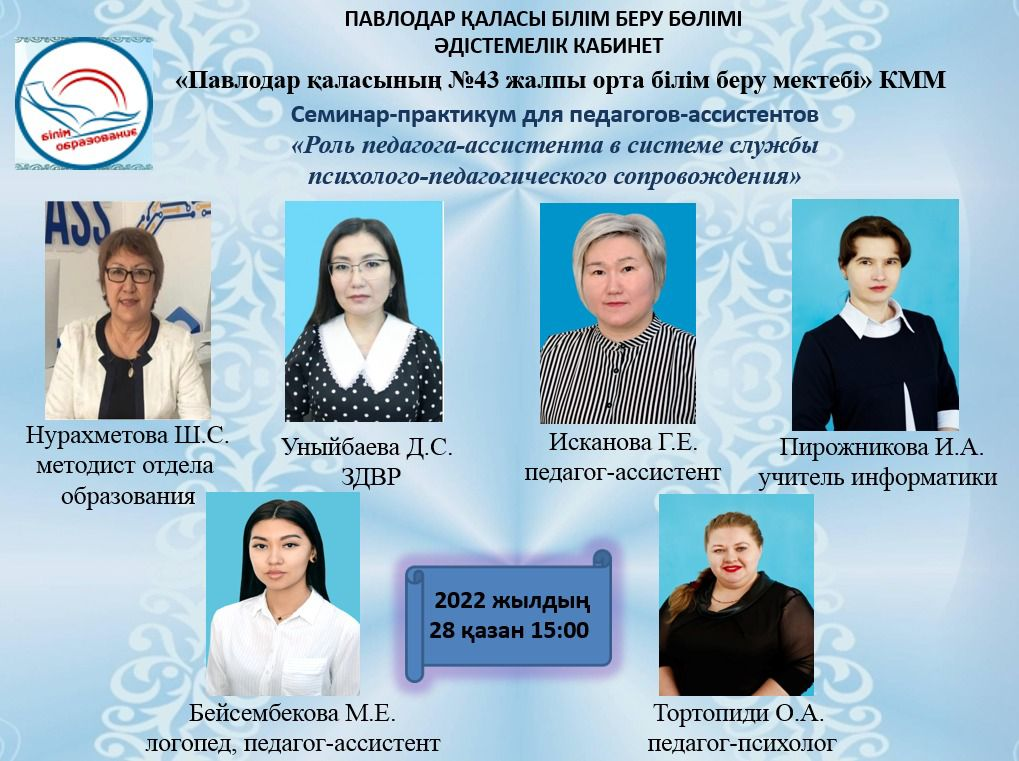 ПАВЛОДАР ҚАЛАСЫ БІЛІМ БЕРУ БӨЛІМІ
ӘДІСТЕМЕЛІК КАБИНЕТ
«Павлодар қаласының №43 жалпы орта білім беру мектебі» КММ
Семинар-практикум для педагогов-ассистентов
«Роль педагога-ассистента в системе службы
психолого-педагогического сопровождения»
білім
образование
ASS
Нурахметова Ш.С.
методист отдела
образования
Уныйбаева Д.С.
ЗДВР
Исканова Г.Е.
педагог-ассистент
Пирожникова И.А.
учитель информатики
2022 жылдың
28 қазан 15:00
Бейсембекова М.Е.
логопед, педагог-ассистент
Тортопиди О.А.
педагог-психолог